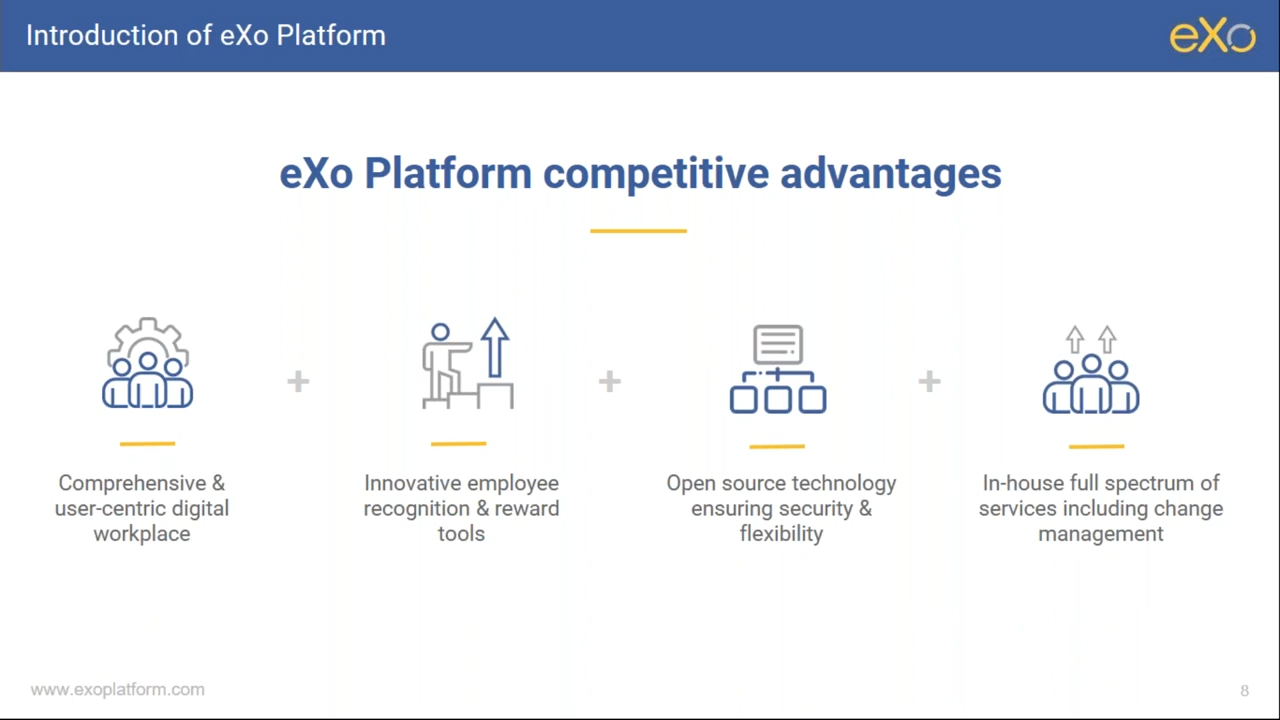 Introduction of eXo Platform
eXo
eXo Platform competitive advantages
+
+
+
Comprehensive &
user-centric digital
workplace
Innovative employee
recognition & reward
tools
Open source technology
ensuring security &
flexibility
In-house full spectrum of
services including change
management
www.exoplatform.com
8